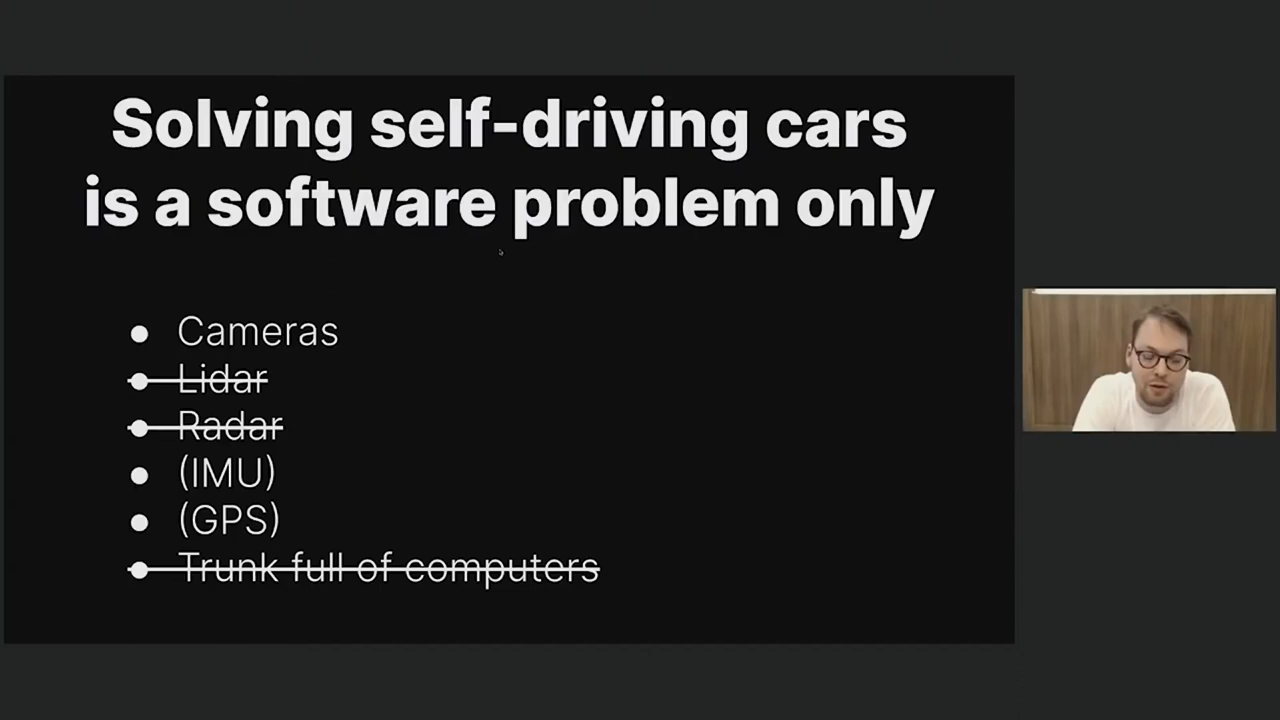 Solving self-driving cars
is a software problem only
● Cameras
● Lidar
● Radar
● (IMU)
● (GPS)
● Trunk full of computers